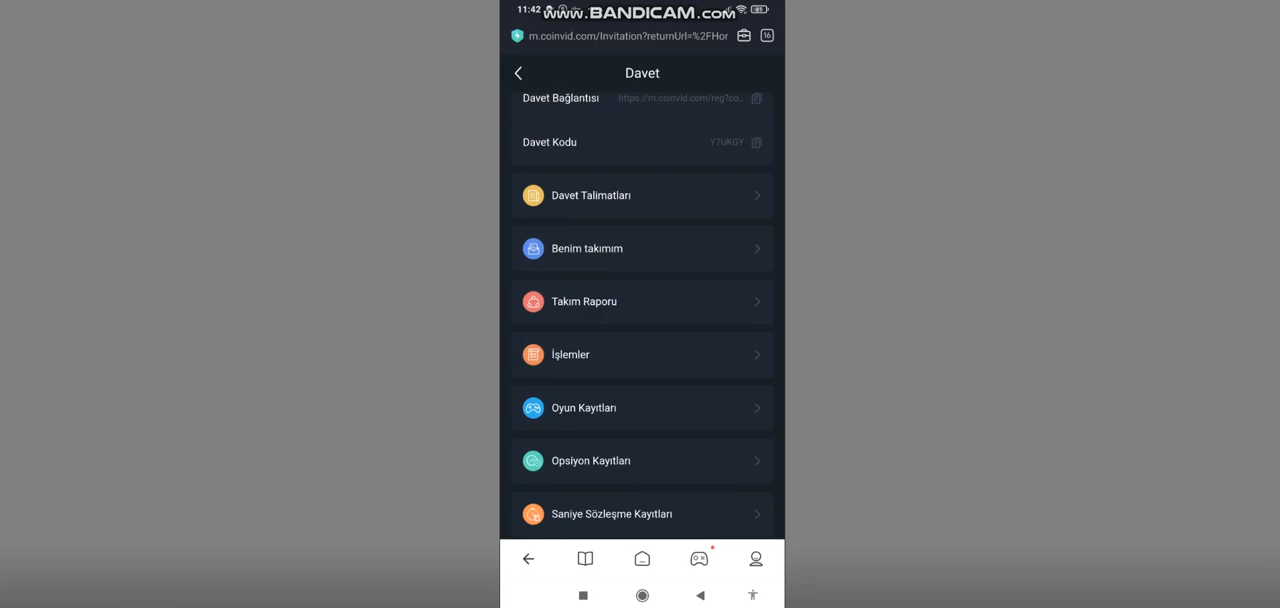 11:42
www.BANDICAM.com
81
m.coinvid.com/Invitation?returnUrl=%2FHor
16
Davet
Davet Bağlantısı https://m.coinvid.com/reg?co..
Davet Kodu Y7UKGY
Davet Talimatları
Benim takımım
Takım Raporu
İşlemler
Oyun Kayıtları
Opsiyon Kayıtları
Saniye Sözleşme Kayıtları